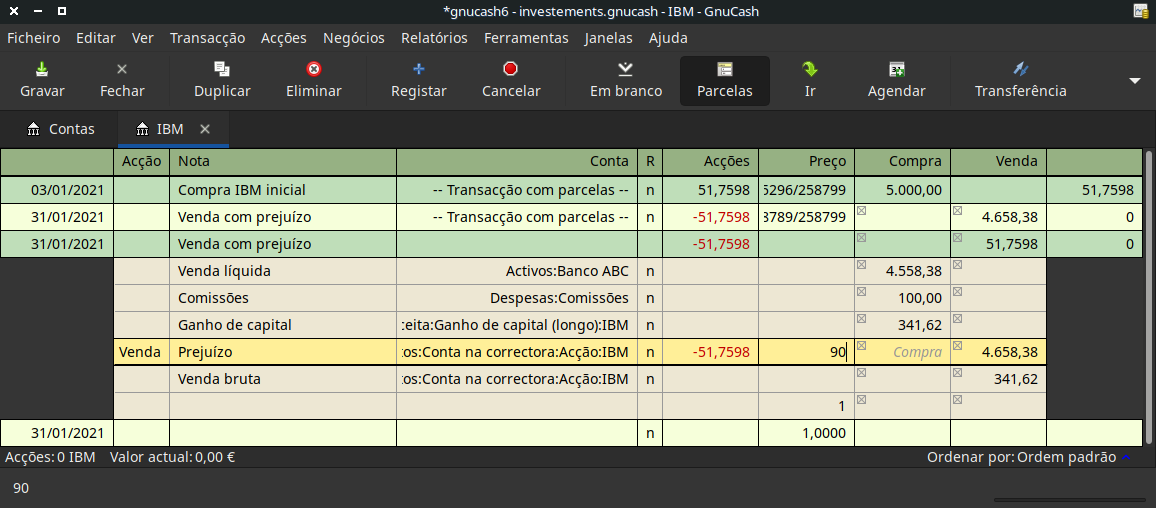 *gnucash6 - investements.gnucash - IBM - GnuCash
Ficheiro Editar Ver Transacção Acções Negócios Relatórios Ferramentas Janelas Ajuda
Gravar Fechar Duplicar Eliminar Registar Cancelar Em branco Parcelas Ir Agendar Transferência
Contas IBM
Acção Nota Conta R Acções Preço Compra Venda
03/01/2021 Compra IBM inicial -- Transacção com parcelas -- n 51,7598 5296/258799 5.000,00 51,7598
31/01/2021 Venda com prejuízo -- Transacção com parcelas -- n -51,7598 3789/258799 4.658,38 0
31/01/2021 Venda com prejuízo -51,7598 51,7598 0
Venda líquida Activos:Banco ABC n 4.558,38
Comissões Despesas:Comissões n 100,00
Ganho de capital ceita:Ganho de capital (longo):IBM n 341,62
Venda Prejuízo os:Conta na correctora:Acção:IBM n -51,7598 90 Compra 4.658,38
Venda bruta os:Conta na correctora:Acção:IBM n 341,62
1
31/01/2021 n 1,0000
Acções: 0 IBM Valor actual: 0,00 € Ordenar por: Ordem padrão
90